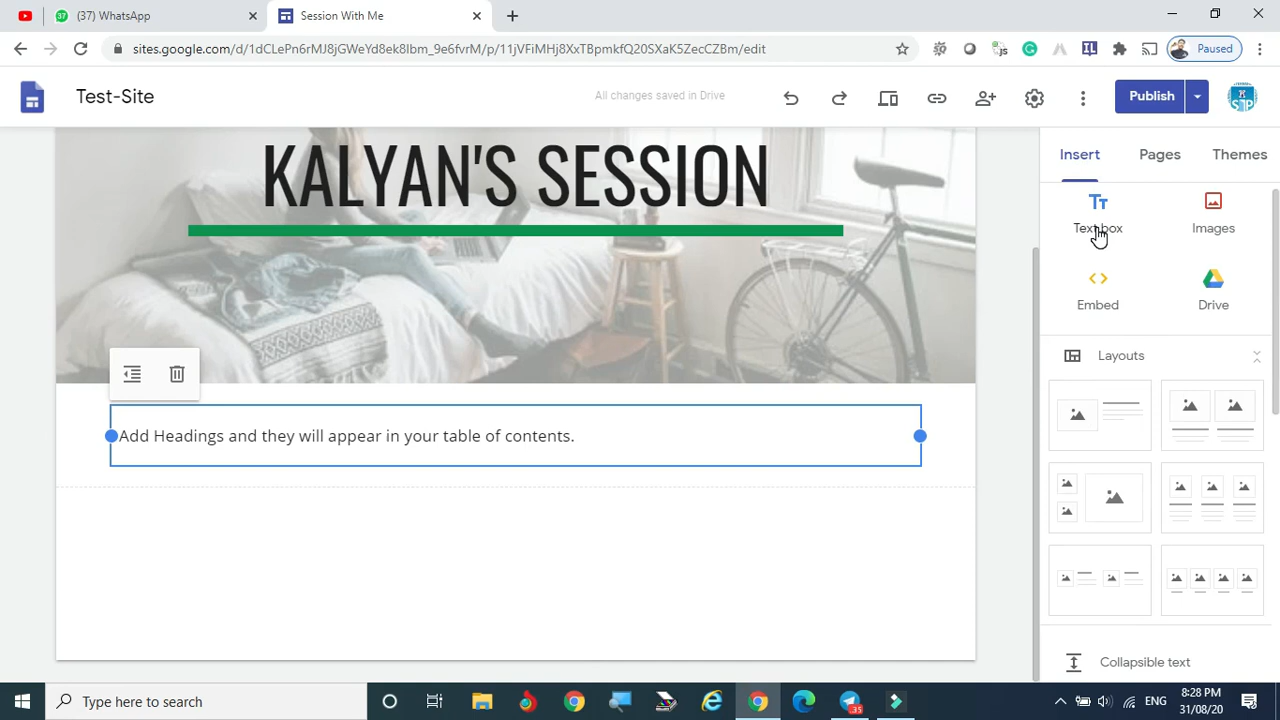 (37) WhatsApp
Session With Me
sites.google.com/d/1dCLePn6rMJ8jGWeYd8ek8lbm_9e6fvrM/p/11jVFiMHj8XxTBpmkfQ20SXaK5ZecCZBm/edit
Paused
Test-Site
All changes saved in Drive
Publish
Insert
Pages
Themes
Text box
Images
Embed
Drive
Layouts
Collapsible text
KALYAN'S SESSION
Add Headings and they will appear in your table of contents.
Type here to search
35
ENG
8:28 PM
31/08/20